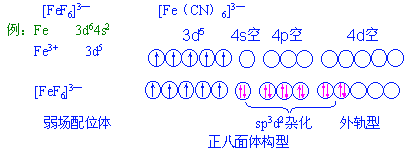 [FeF₆]³⁻ [Fe（CN）₆]³⁻
例：Fe 3d⁶4s²
3d⁵ 4s空 4p空 4d空
Fe³⁺ 3d⁵
[FeF₆]³⁻
弱场配位体 sp³d²杂化 外轨型
正八面体构型